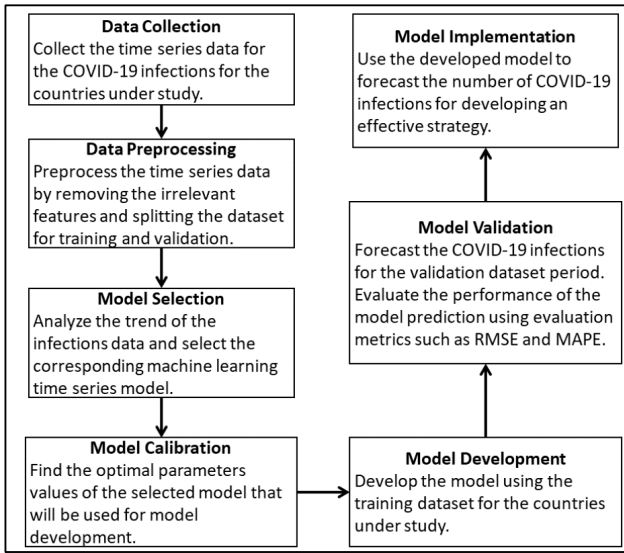 Data Collection
Collect the time series data for
the COVID-19 infections for the
countries under study.
Data Preprocessing
Preprocess the time series data
by removing the irrelevant
features and splitting the dataset
for training and validation.
Model Selection
Analyze the trend of the
infections data and select the
corresponding machine learning
time series model.
Model Calibration
Find the optimal parameters
values of the selected model that
will be used for model
development.
Model Development
Develop the model using the
training dataset for the countries
under study.
Model Validation
Forecast the COVID-19 infections
for the validation dataset period.
Evaluate the performance of the
model prediction using evaluation
metrics such as RMSE and MAPE.
Model Implementation
Use the developed model to
forecast the number of COVID-19
infections for developing an
effective strategy.